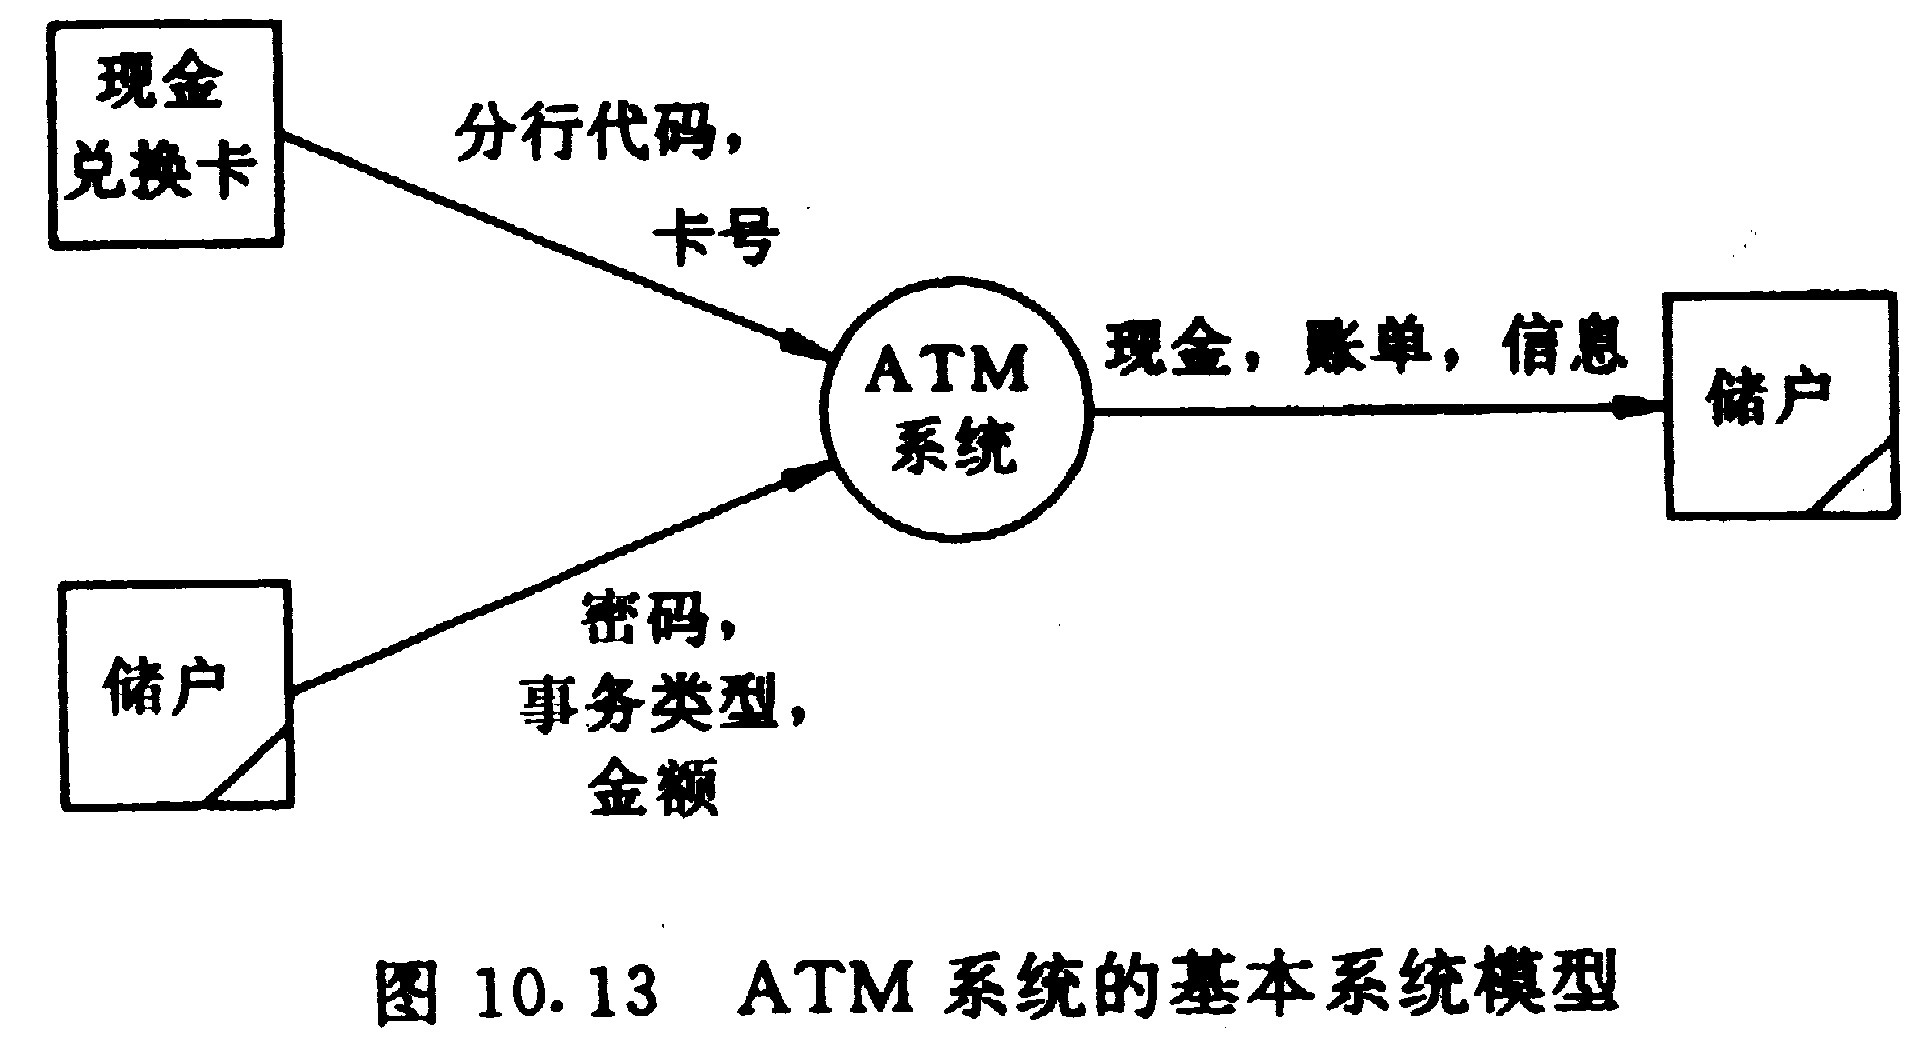 现金
兑换卡
分行代码，
卡号
ATM
系统
现金，账单，信息
储户
储户
密码，
事务类型，
金额
图 10.13 ATM 系统的基本系统模型